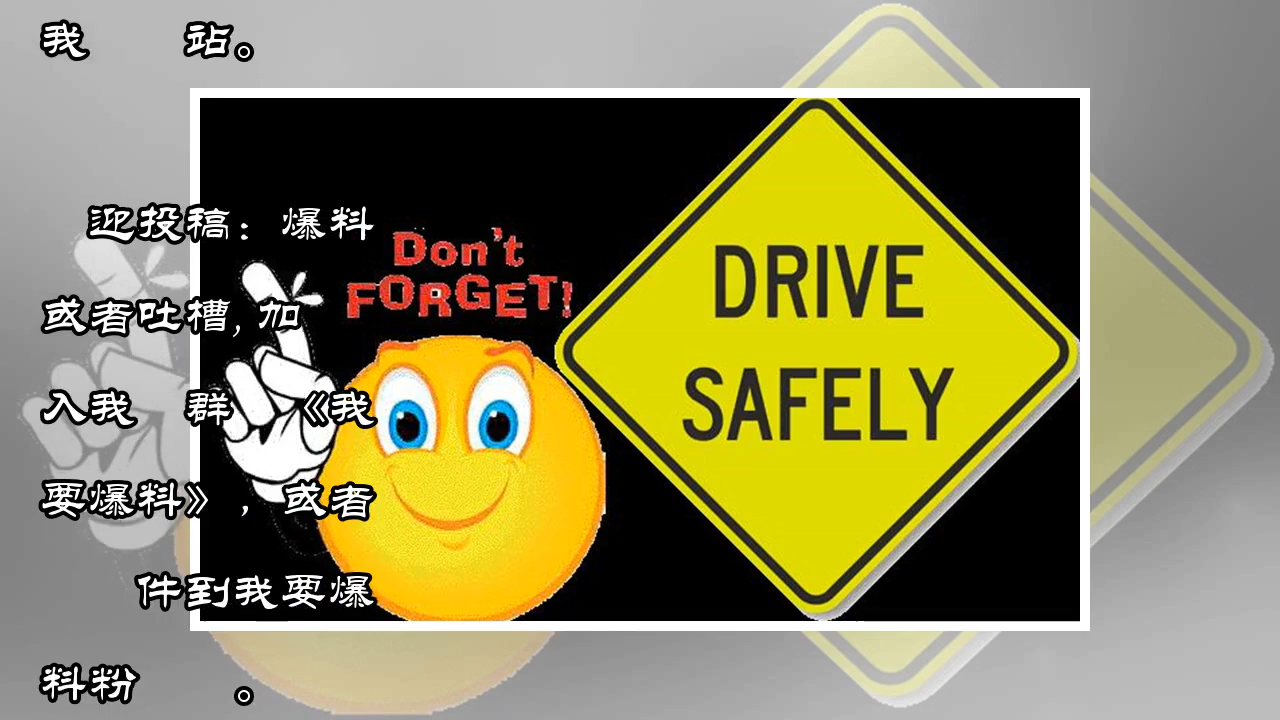 我 站。
迎投稿：爆料
或者吐槽, 加
入我 群 《我
要爆料》，或者
件到我要爆
料粉 。
Don't
FORGET!
DRIVE
SAFELY